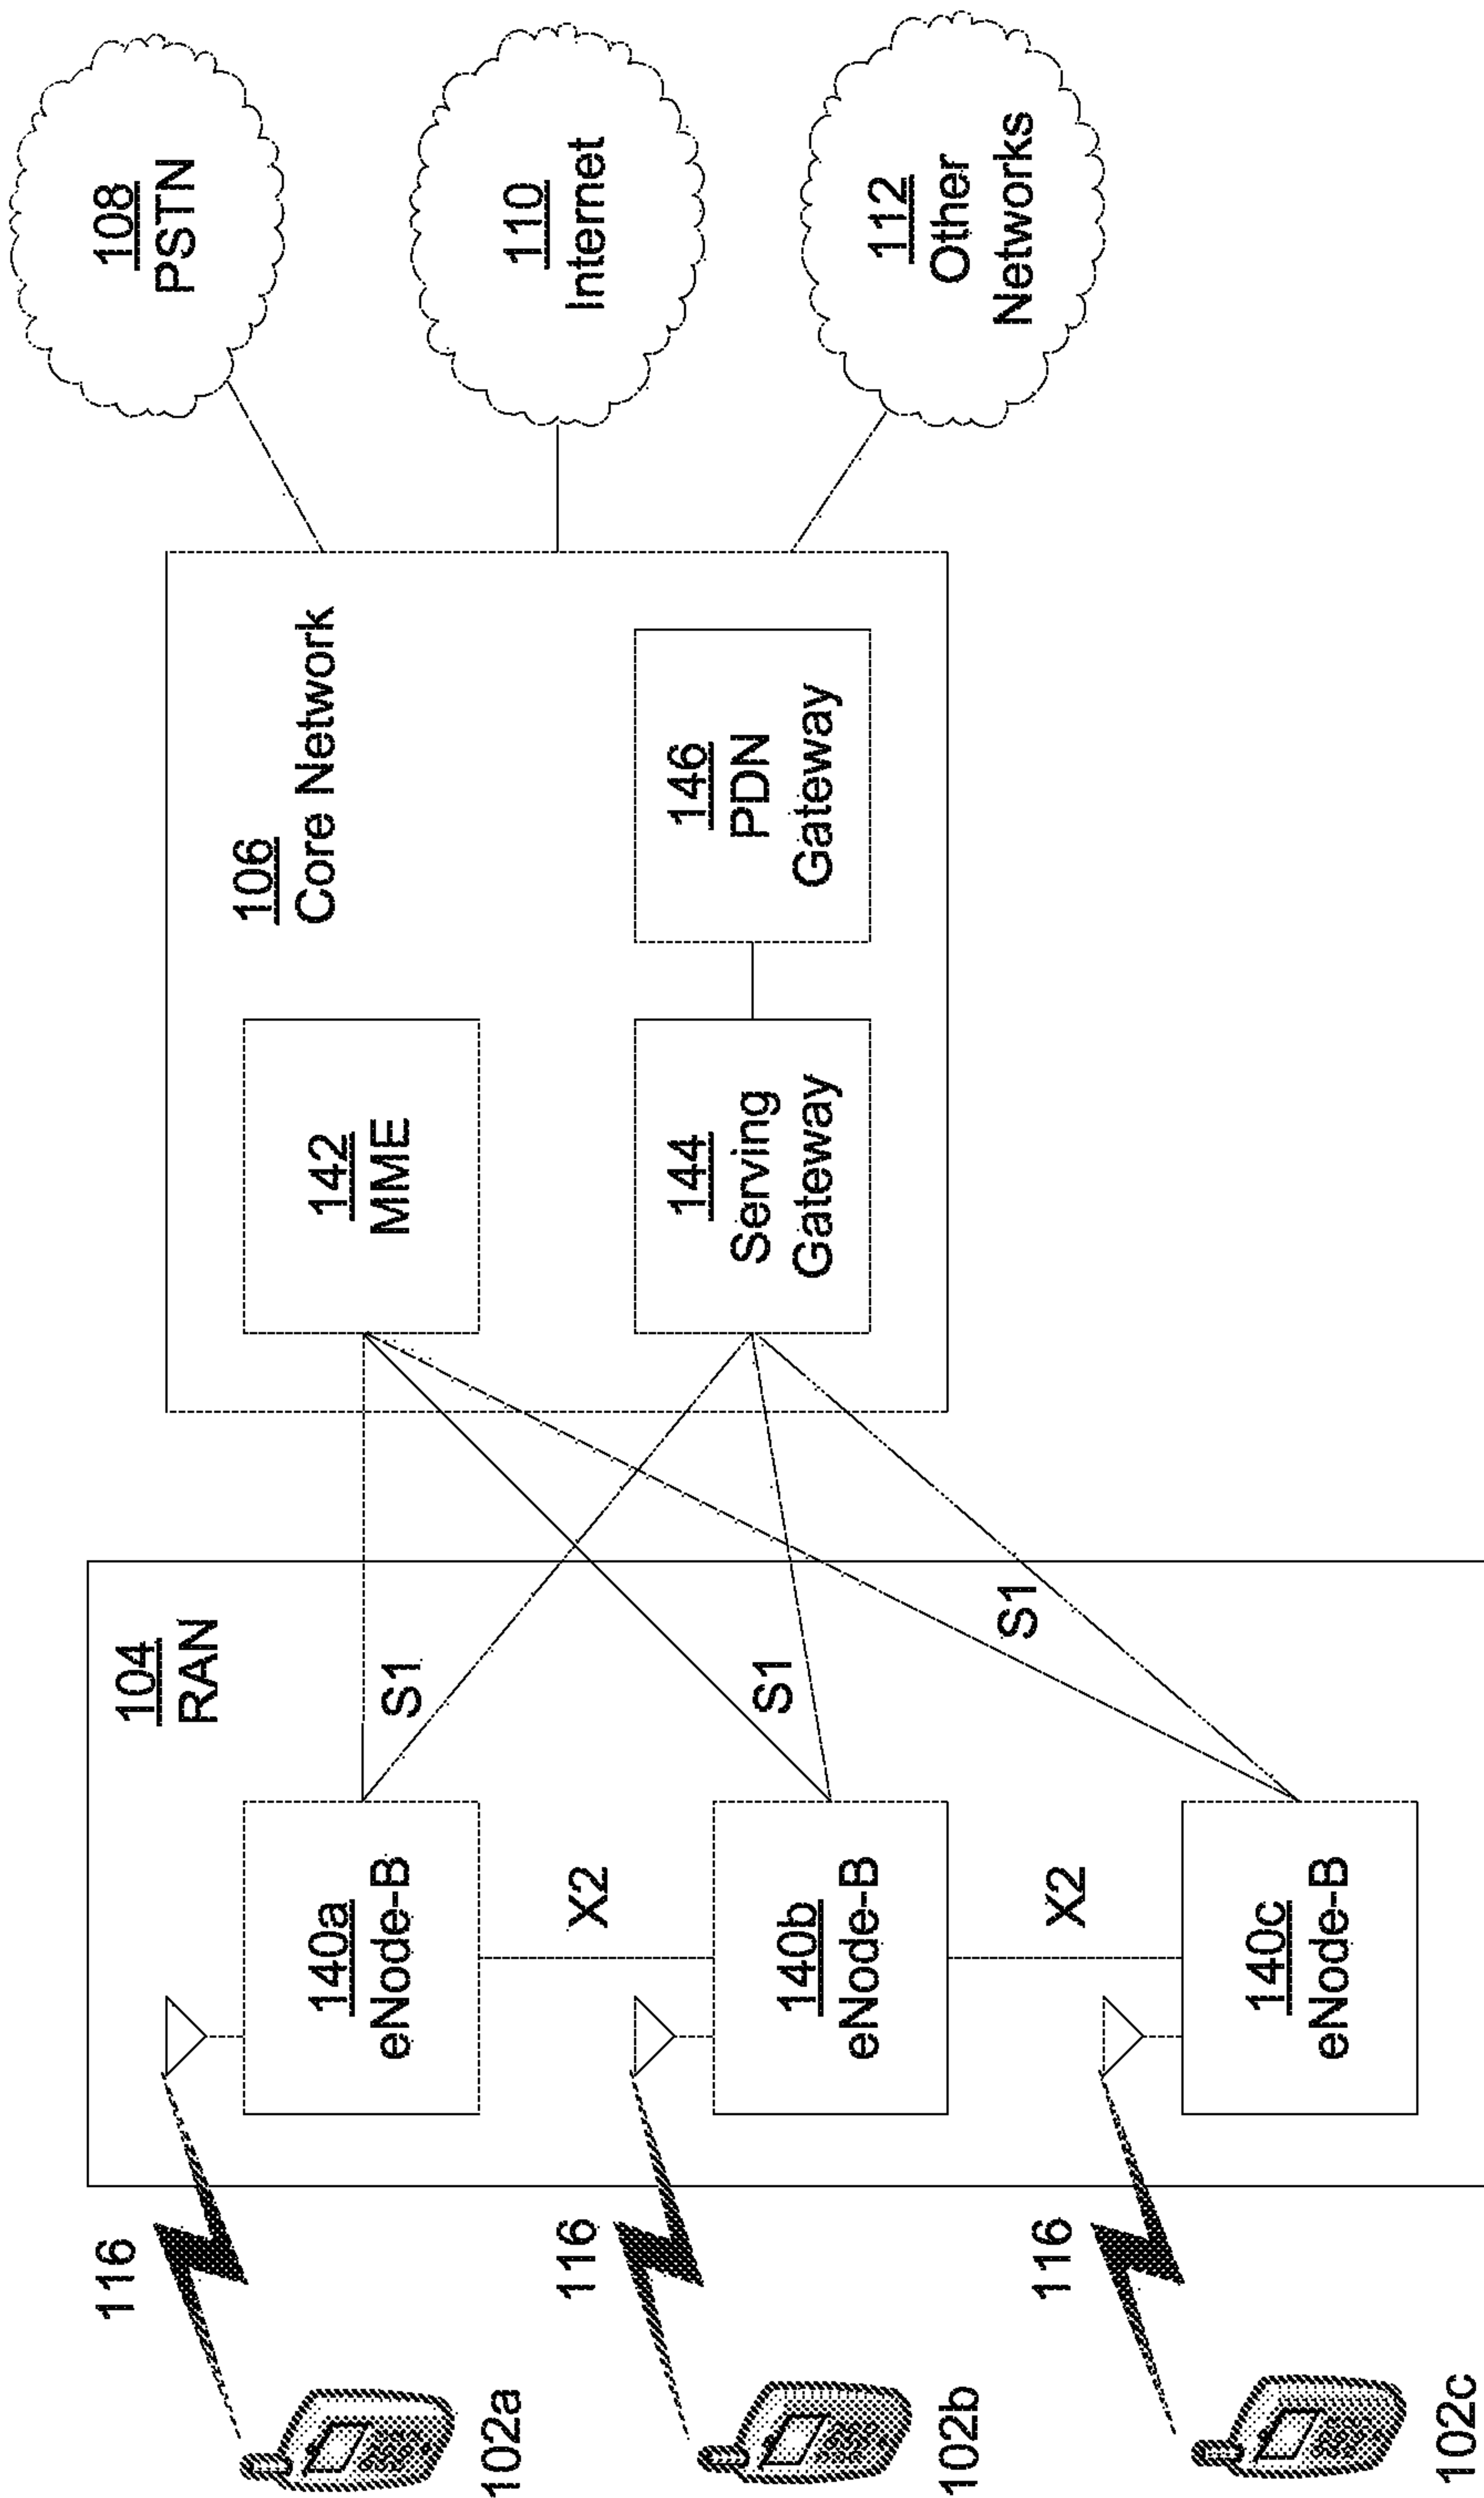 116
102a
116
102b
116
102c
104
RAN
140a
eNode-B
X2
140b
eNode-B
X2
140c
eNode-B
S1
S1
S1
106
Core Network
142
MME
144
Serving
Gateway
146
PDN
Gateway
108
PSTN
110
Internet
112
Other
Networks